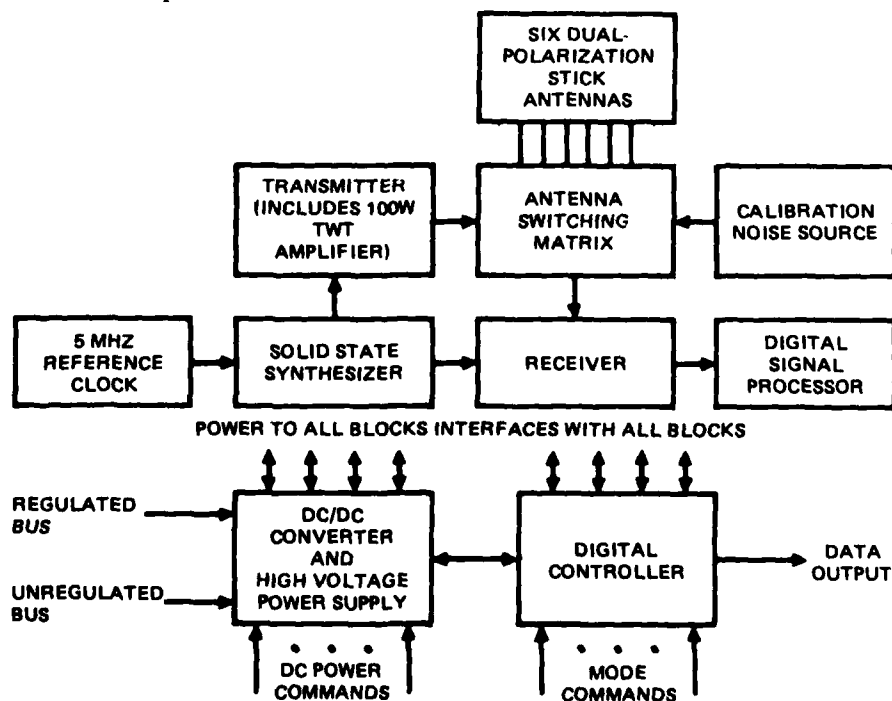 SIX DUAL-
POLARIZATION
STICK
ANTENNAS
TRANSMITTER
(INCLUDES 100W
TWT
AMPLIFIER)
ANTENNA
SWITCHING
MATRIX
CALIBRATION
NOISE SOURCE
5 MHZ
REFERENCE
CLOCK
SOLID STATE
SYNTHESIZER
RECEIVER
DIGITAL
SIGNAL
PROCESSOR
POWER TO ALL BLOCKS INTERFACES WITH ALL BLOCKS
REGULATED
BUS
UNREGULATED
BUS
DC/DC
CONVERTER
AND
HIGH VOLTAGE
POWER SUPPLY
DIGITAL
CONTROLLER
DATA
OUTPUT
DC POWER
COMMANDS
MODE
COMMANDS